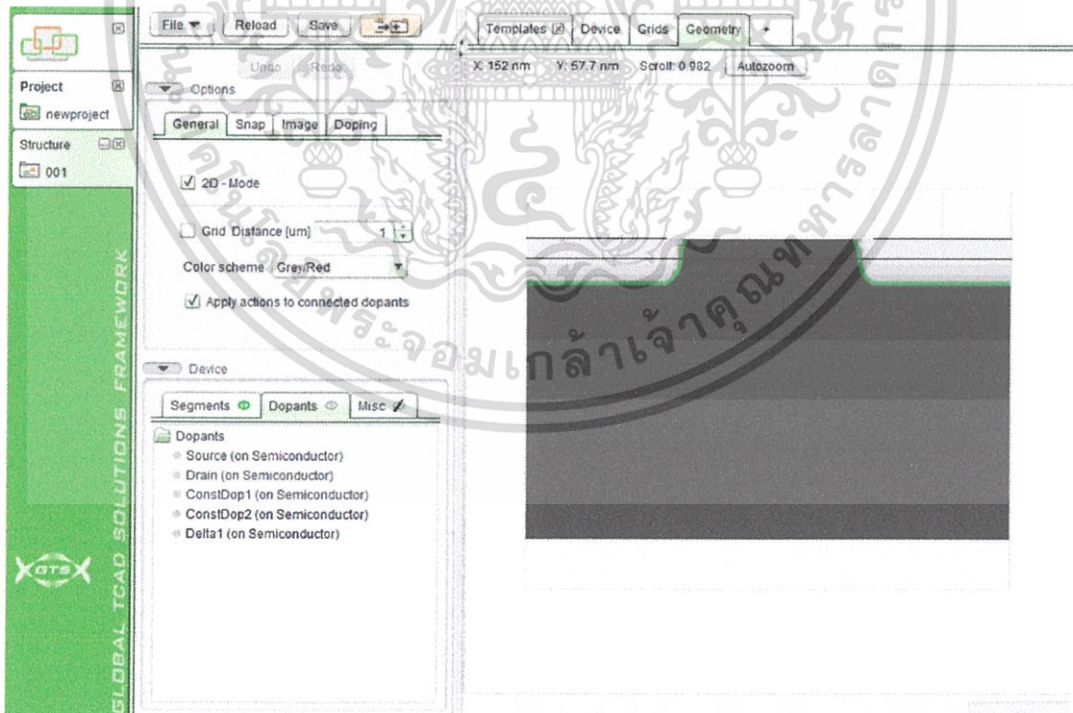 File
Reload
Save
Templates
Device
Grids
Geometry
+
Undo
Redo
X: 152 nm
Y: 57.7 nm
Scroll: 0.982
Autozoom
Project
newproject
Structure
001
Options
General
Snap
Image
Doping
2D - Mode
Grid Distance [um]
1
Color scheme
Grey/Red
Apply actions to connected dopants
Device
Segments
Dopants
Misc
Dopants
Source (on Semiconductor)
Drain (on Semiconductor)
ConstDop1 (on Semiconductor)
ConstDop2 (on Semiconductor)
Delta1 (on Semiconductor)
GTS
GLOBAL TCAD SOLUTIONS FRAMEWORK